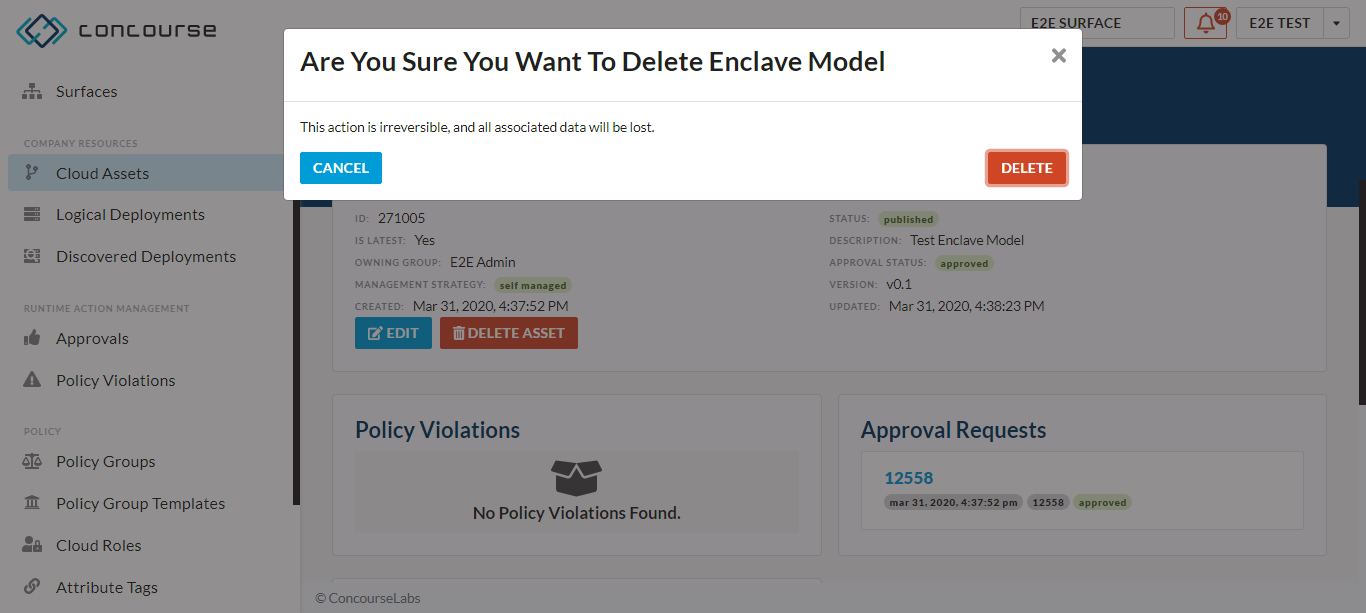 concourse
E2E SURFACE
10
E2E TEST
Are You Sure You Want To Delete Enclave Model
×
This action is irreversible, and all associated data will be lost.
CANCEL
DELETE
Surfaces
COMPANY RESOURCES
Cloud Assets
Logical Deployments
Discovered Deployments
RUNTIME ACTION MANAGEMENT
Approvals
Policy Violations
POLICY
Policy Groups
Policy Group Templates
Cloud Roles
Attribute Tags
ID: 271005
IS LATEST: Yes
OWNING GROUP: E2E Admin
MANAGEMENT STRATEGY: self managed
CREATED: Mar 31, 2020, 4:37:52 PM
STATUS: published
DESCRIPTION: Test Enclave Model
APPROVAL STATUS: approved
VERSION: v0.1
UPDATED: Mar 31, 2020, 4:38:23 PM
EDIT
DELETE ASSET
Policy Violations
No Policy Violations Found.
Approval Requests
12558
mar 31, 2020, 4:37:52 pm 12558 approved
© ConcourseLabs